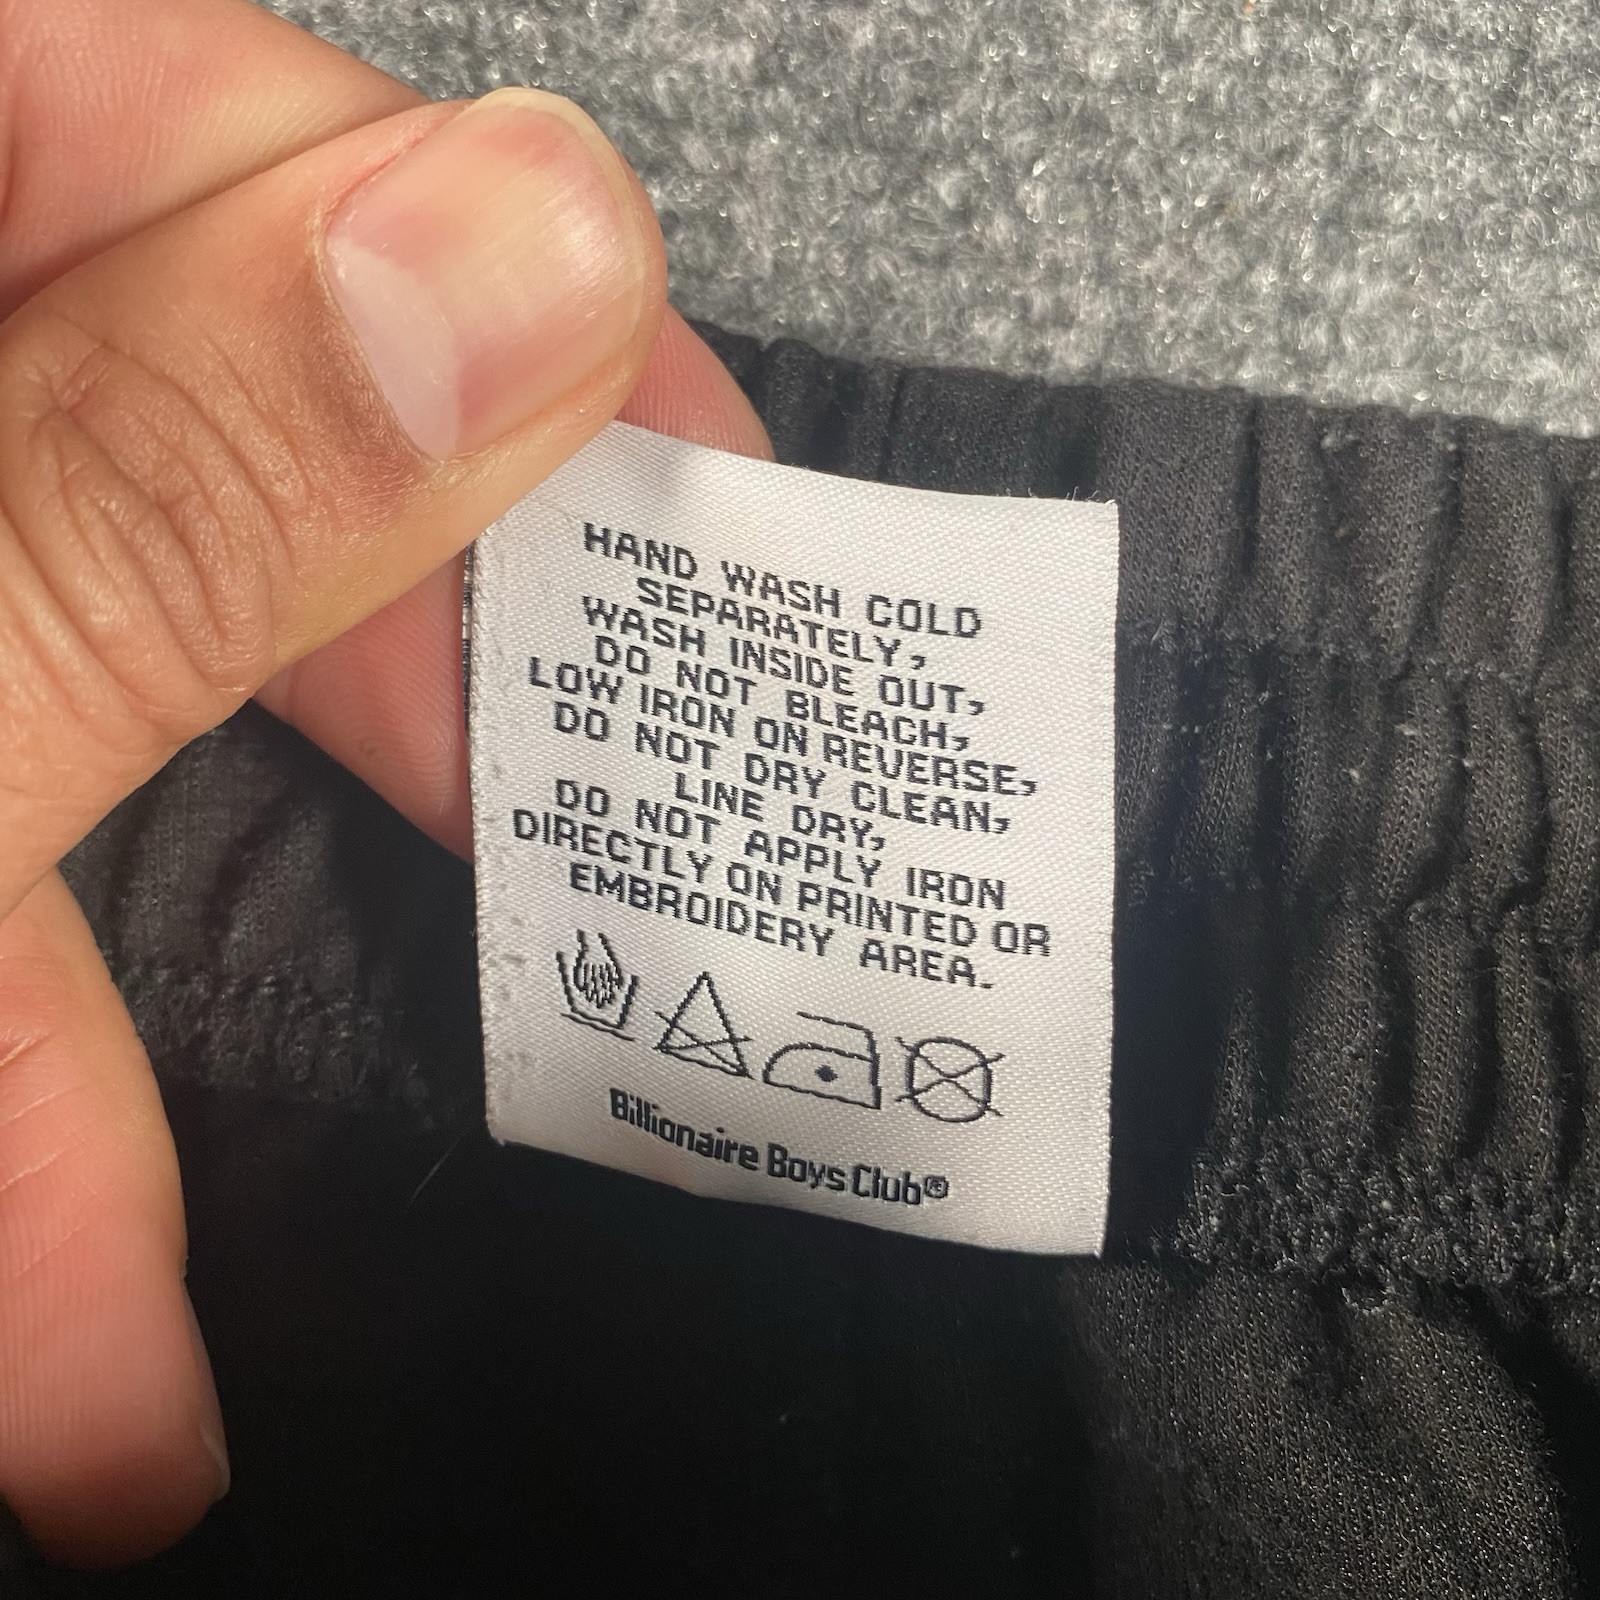 HAND WASH COLD
SEPARATELY,
WASH INSIDE OUT,
DO NOT BLEACH,
LOW IRON ON REVERSE,
DO NOT DRY CLEAN,
LINE DRY,
DO NOT APPLY IRON
DIRECTLY ON PRINTED OR
EMBROIDERY AREA.
Billionaire Boys Club®